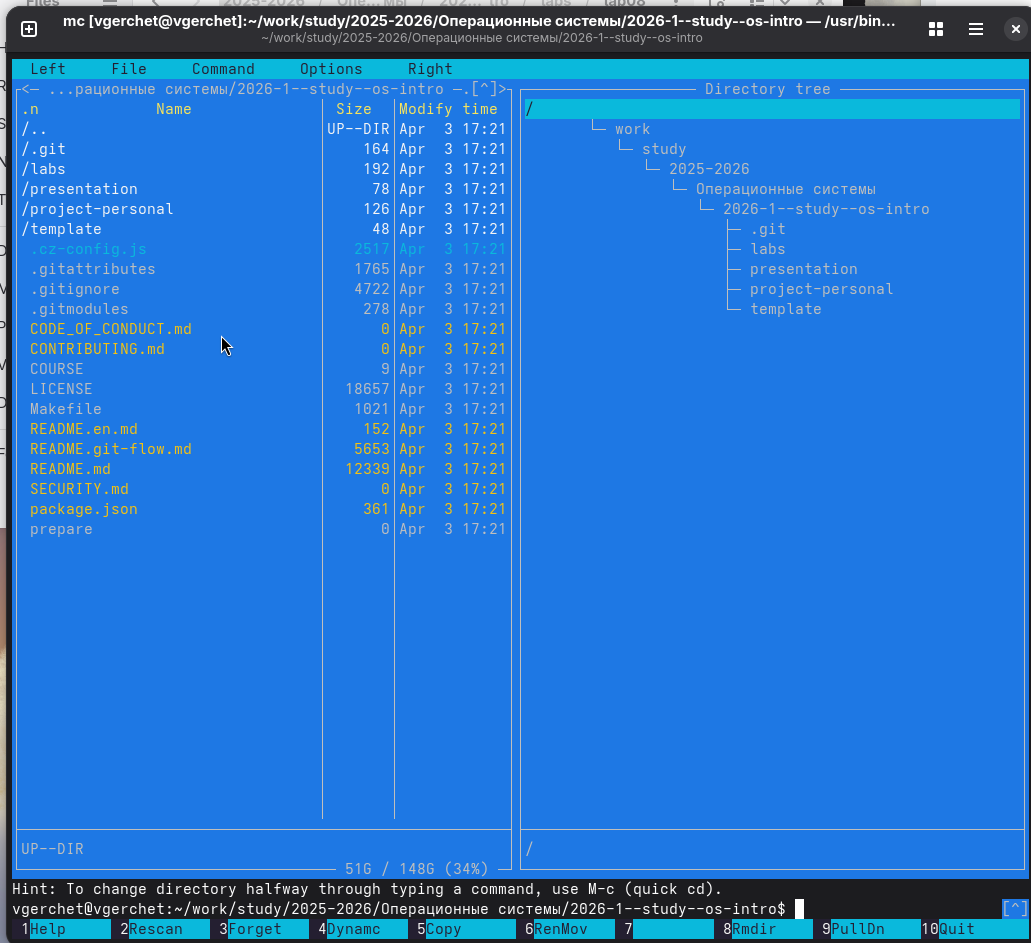 mc [vgerchet@vgerchet]:~/work/study/2025-2026/Операционные системы/2026-1--study--os-intro — /usr/bin...
~/work/study/2025-2026/Операционные системы/2026-1--study--os-intro
Left File Command Options Right
<─ ...рационные системы/2026-1--study--os-intro ─.[^]>
.n Name Size Modify time
/.. UP--DIR Apr 3 17:21
/.git 164 Apr 3 17:21
/labs 192 Apr 3 17:21
/presentation 78 Apr 3 17:21
/project-personal 126 Apr 3 17:21
/template 48 Apr 3 17:21
.cz-config.js 2517 Apr 3 17:21
.gitattributes 1765 Apr 3 17:21
.gitignore 4722 Apr 3 17:21
.gitmodules 278 Apr 3 17:21
CODE_OF_CONDUCT.md 0 Apr 3 17:21
CONTRIBUTING.md 0 Apr 3 17:21
COURSE 9 Apr 3 17:21
LICENSE 18657 Apr 3 17:21
Makefile 1021 Apr 3 17:21
README.en.md 152 Apr 3 17:21
README.git-flow.md 5653 Apr 3 17:21
README.md 12339 Apr 3 17:21
SECURITY.md 0 Apr 3 17:21
package.json 361 Apr 3 17:21
prepare 0 Apr 3 17:21
UP--DIR
51G / 148G (34%)
Directory tree
/
work
study
2025-2026
Операционные системы
2026-1--study--os-intro
.git
labs
presentation
project-personal
template
/
Hint: To change directory halfway through typing a command, use M-c (quick cd).
vgerchet@vgerchet:~/work/study/2025-2026/Операционные системы/2026-1--study--os-intro$ [^]
1Help 2Rescan 3Forget 4Dynamc 5Copy 6RenMov 7 8Rmdir 9PullDn 10Quit